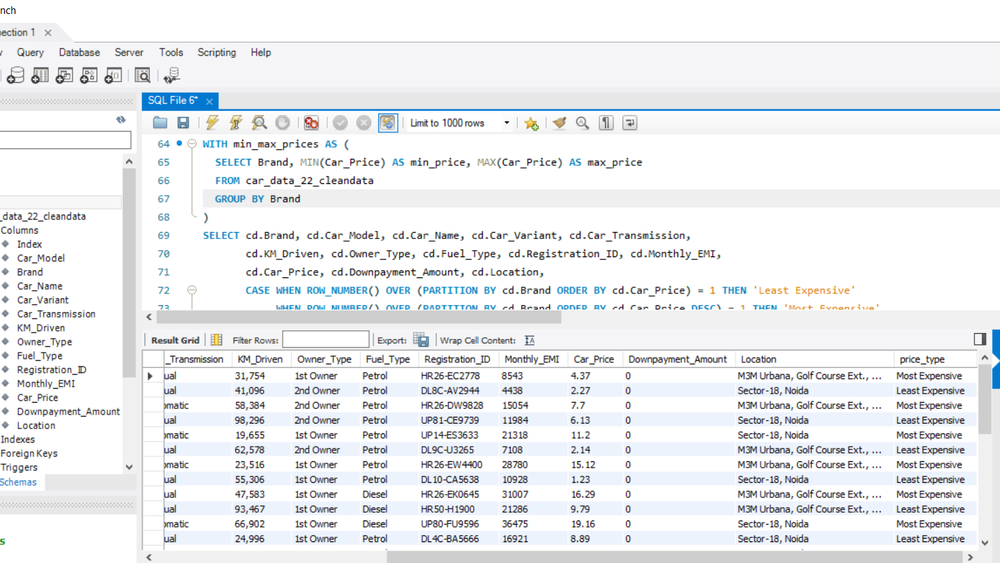 nch
nection 1
Query Database Server Tools Scripting Help
SQL File 6*
Limit to 1000 rows
64 WITH min_max_prices AS (
65 SELECT Brand, MIN(Car_Price) AS min_price, MAX(Car_Price) AS max_price
66 FROM car_data_22_cleandata
67 GROUP BY Brand
68 )
69 SELECT cd.Brand, cd.Car_Model, cd.Car_Name, cd.Car_Variant, cd.Car_Transmission,
70 cd.KM_Driven, cd.Owner_Type, cd.Fuel_Type, cd.Registration_ID, cd.Monthly_EMI,
71 cd.Car_Price, cd.Downpayment_Amount, cd.Location,
72 CASE WHEN ROW_NUMBER() OVER (PARTITION BY cd.Brand ORDER BY cd.Car_Price) = 1 THEN 'Least Expensive'
73 WHEN ROW_NUMBER() OVER (PARTITION BY cd.Brand ORDER BY cd.Car_Price DESC) = 1 THEN 'Most Expensive'
_data_22_cleandata
Columns
Index
Car_Model
Brand
Car_Name
Car_Variant
Car_Transmission
KM_Driven
Owner_Type
Fuel_Type
Registration_ID
Monthly_EMI
Car_Price
Downpayment_Amount
Location
Indexes
Foreign Keys
Triggers
Schemas
s
Result Grid Filter Rows: Export: Wrap Cell Content:
_Transmission KM_Driven Owner_Type Fuel_Type Registration_ID Monthly_EMI Car_Price Downpayment_Amount Location price_type
ual 31,754 1st Owner Petrol HR26-EC2778 8543 4.37 0 M3M Urbana, Golf Course Ext., ... Most Expensive
ual 41,096 2nd Owner Petrol DL8C-AV2944 4438 2.27 0 Sector-18, Noida Least Expensive
omatic 58,384 2nd Owner Petrol HR26-DW9828 15054 7.7 0 M3M Urbana, Golf Course Ext., ... Most Expensive
ual 98,296 2nd Owner Petrol UP81-CE9739 11984 6.13 0 Sector-18, Noida Least Expensive
omatic 19,655 1st Owner Petrol UP14-ES3633 21318 11.2 0 Sector-18, Noida Most Expensive
ual 62,578 2nd Owner Petrol DL9C-U3265 7108 2.14 0 M3M Urbana, Golf Course Ext., ... Least Expensive
omatic 23,516 1st Owner Petrol HR26-EW4400 28780 15.12 0 M3M Urbana, Golf Course Ext., ... Most Expensive
ual 55,306 1st Owner Petrol DL10-CA5638 10928 1.23 0 Sector-18, Noida Least Expensive
ual 47,583 1st Owner Diesel HR26-EK0645 31007 16.29 0 M3M Urbana, Golf Course Ext., ... Most Expensive
ual 93,467 1st Owner Diesel HR50-H1900 21286 9.79 0 M3M Urbana, Golf Course Ext., ... Least Expensive
omatic 66,902 1st Owner Diesel UP80-FU9596 36475 19.16 0 Sector-18, Noida Most Expensive
ual 24,996 1st Owner Petrol DL4C-BA5666 16921 8.89 0 Sector-18, Noida Least Expensive